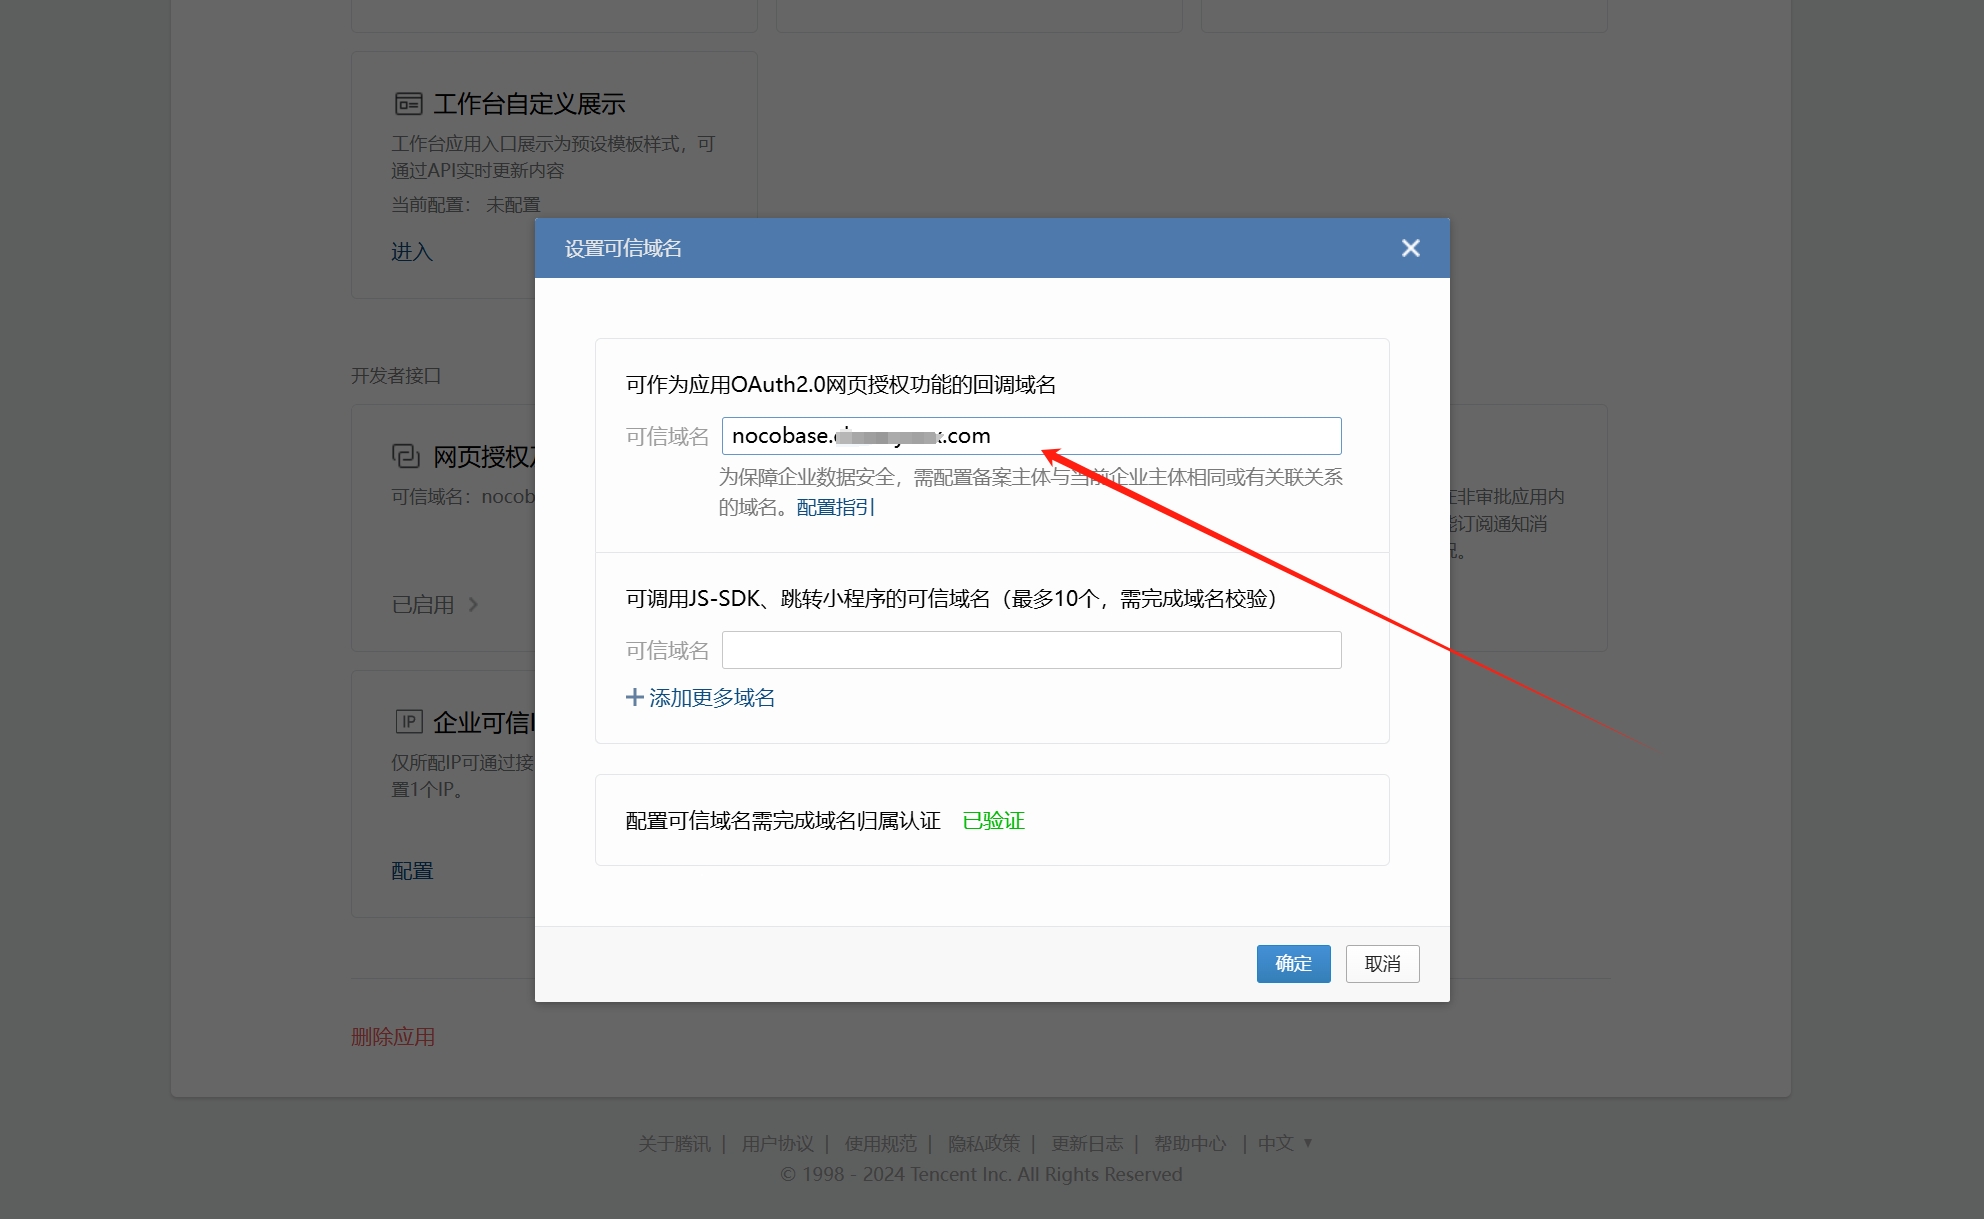 工作台自定义展示
工作台应用入口展示为预设模板样式，可
通过API实时更新内容
当前配置： 未配置
进入
设置可信域名
可作为应用OAuth2.0网页授权功能的回调域名
可信域名 nocobase. .com
为保障企业数据安全，需配置备案主体与当前企业主体相同或有关联关系
的域名。配置指引
可调用JS-SDK、跳转小程序的可信域名（最多10个，需完成域名校验）
可信域名
添加更多域名
配置可信域名需完成域名归属认证 已验证
确定 取消
开发者接口
网页授权
可信域名：nocob
已启用
非审批应用内
订阅通知消
IP 企业可信
仅所配IP可通过接
置1个IP。
配置
删除应用
关于腾讯 | 用户协议 | 使用规范 | 隐私政策 | 更新日志 | 帮助中心 | 中文
© 1998 - 2024 Tencent Inc. All Rights Reserved